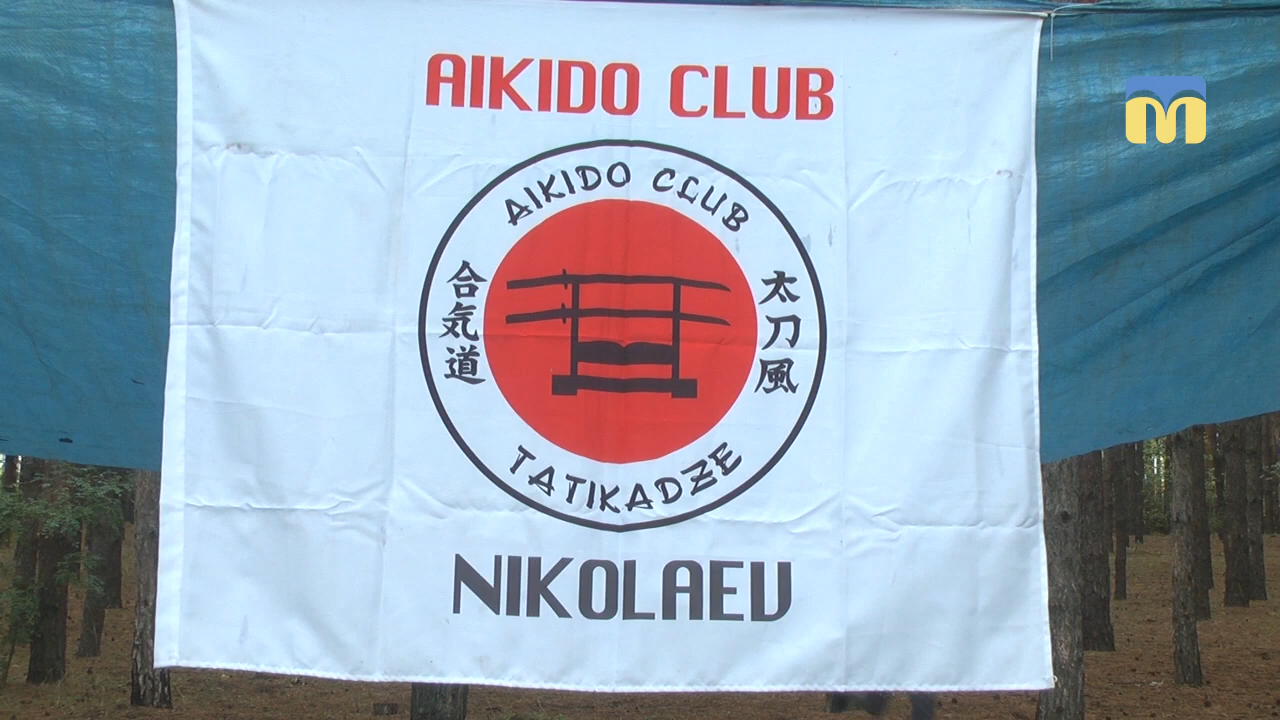 AIKIDO CLUB
AIKIDO CLUB
合気道
太刀風
TATIKADZE
NIKOLAEV